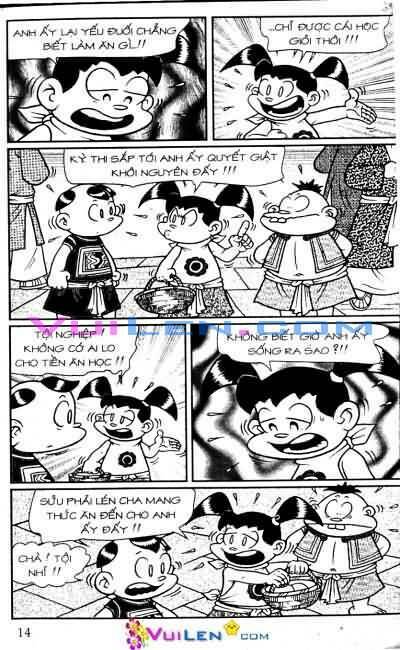 ANH ẤY LẠI YẾU ĐUỐI CHẲNG
BIẾT LÀM ĂN GÌ...!!
...CHỈ ĐƯỢC CÁI HỌC
GIỎI THÔI !!!
KỲ THI SẮP TỚI ANH ẤY QUYẾT GIẬT
KHÔI NGUYÊN ĐẤY !!!
VUILEN.COM
TỘI NGHIỆP
KHÔNG CÓ AI LO
CHO TIỀN ĂN HỌC !!
KHÔNG BIẾT GIỜ ANH ẤY
SỐNG RA SAO ?!!
SỬU PHẢI LÉN CHA MANG
THỨC ĂN ĐẾN CHO ANH
ẤY ĐẤY !!
CHÀ ! TỘI
NHỈ !!
14
VUILEN.COM